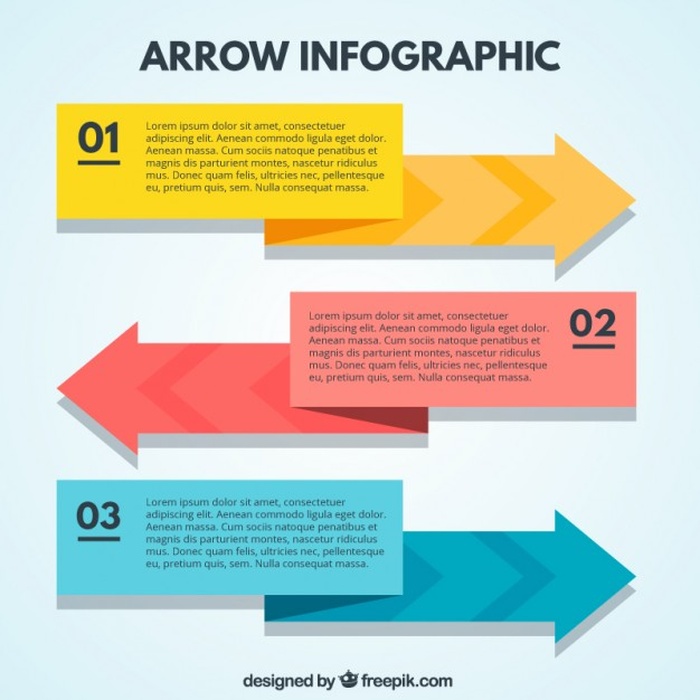 ARROW INFOGRAPHIC
01
Lorem ipsum dolor sit amet, consectetuer
adipiscing elit. Aenean commodo ligula eget dolor.
Aenean massa. Cum sociis natoque penatibus et
magnis dis parturient montes, nascetur ridiculus
mus. Donec quam felis, ultricies nec, pellentesque
eu, pretium quis, sem. Nulla consequat massa.
Lorem ipsum dolor sit amet, consectetuer
adipiscing elit. Aenean commodo ligula eget dolor.
Aenean massa. Cum sociis natoque penatibus et
magnis dis parturient montes, nascetur ridiculus
mus. Donec quam felis, ultricies nec, pellentesque
eu, pretium quis, sem.
02
03
Lorem ipsum dolor sit amet, consectetuer
adipiscing elit. Aenean commodo ligula eget dolor.
Aenean massa. Cum sociis natoque penatibus et
magnis dis parturient montes, nascetur ridiculus
mus. Donec quam felis, ultricies nec, pellentesque
eu, pretium quis, sem. Nulla consequat massa.
designed by freepik.com